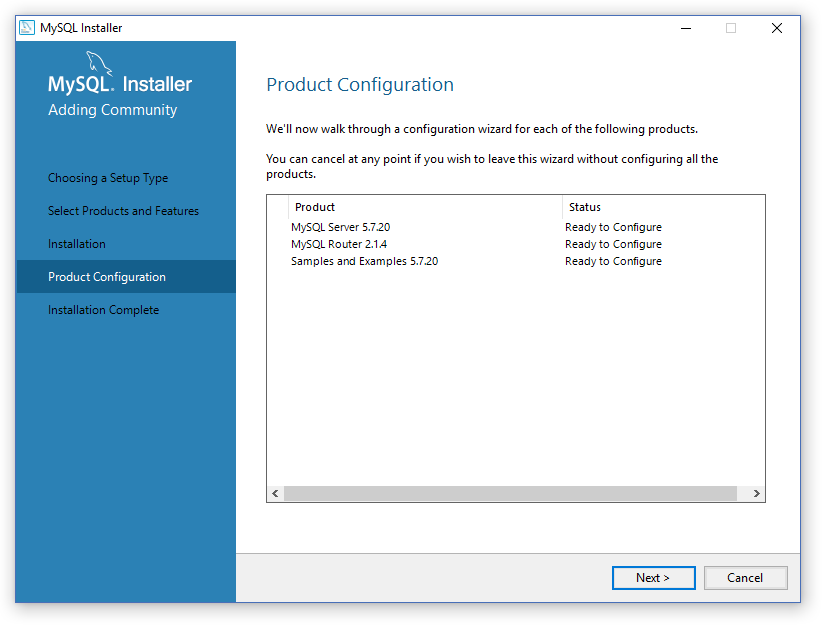 MySQL Installer
MySQL. Installer
Adding Community
Choosing a Setup Type
Select Products and Features
Installation
Product Configuration
Installation Complete
Product Configuration
We'll now walk through a configuration wizard for each of the following products.
You can cancel at any point if you wish to leave this wizard without configuring all the
products.
Product Status
MySQL Server 5.7.20 Ready to Configure
MySQL Router 2.1.4 Ready to Configure
Samples and Examples 5.7.20 Ready to Configure
Next > Cancel